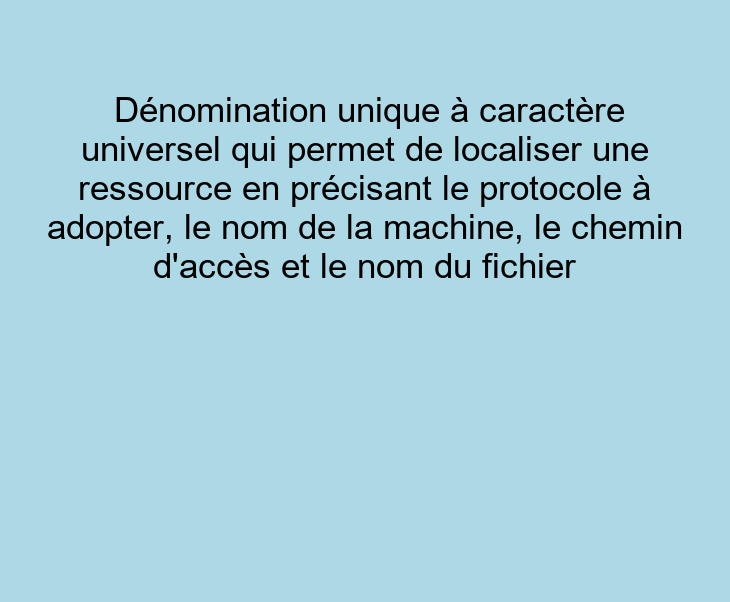 Dénomination unique à caractère
universel qui permet de localiser une
ressource en précisant le protocole à
adopter, le nom de la machine, le chemin
d'accès et le nom du fichier